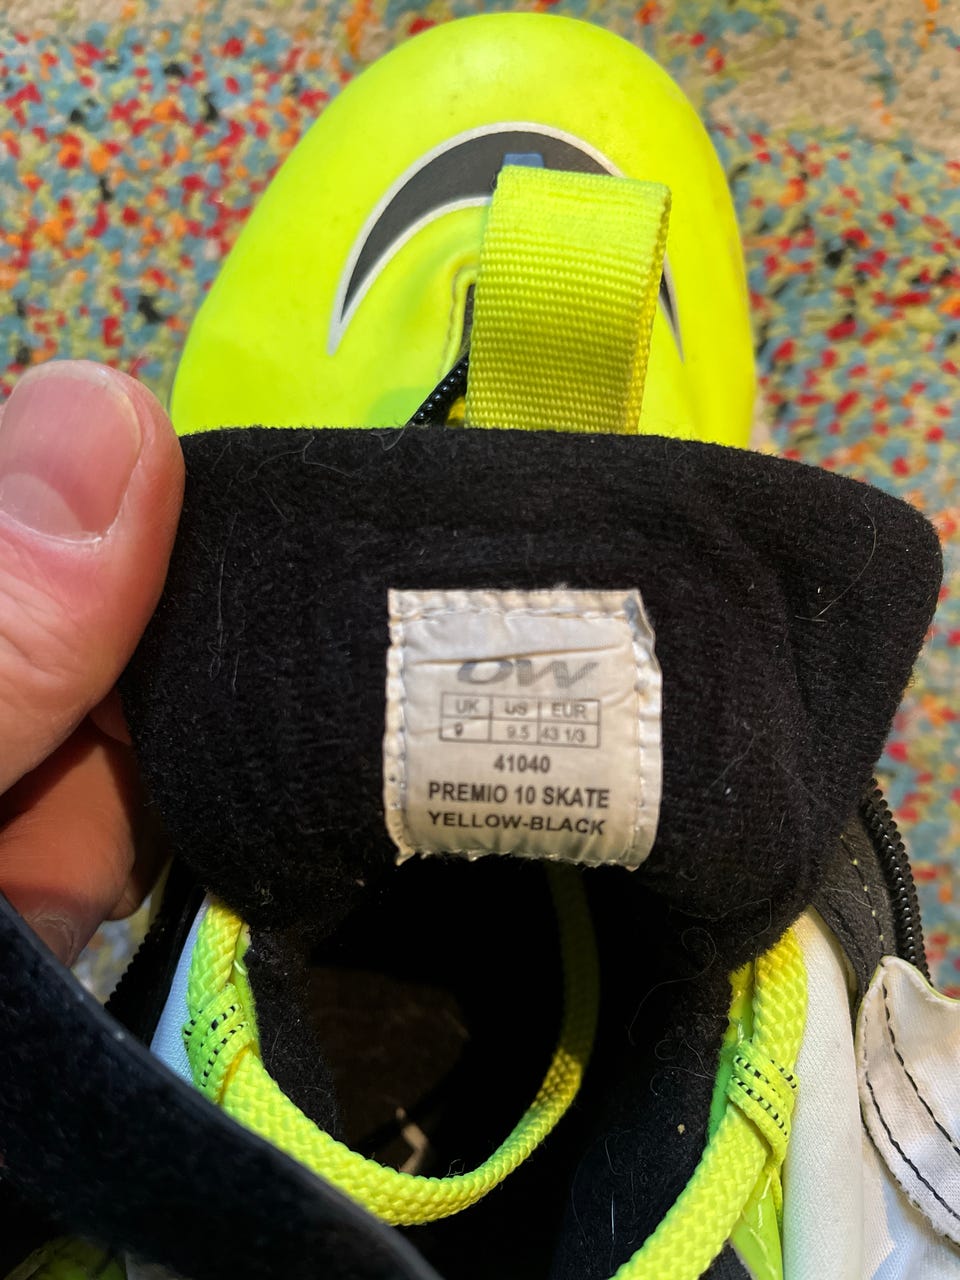 OW
UK US EUR
9 9.5 43 1/3
41040
PREMIO 10 SKATE
YELLOW-BLACK